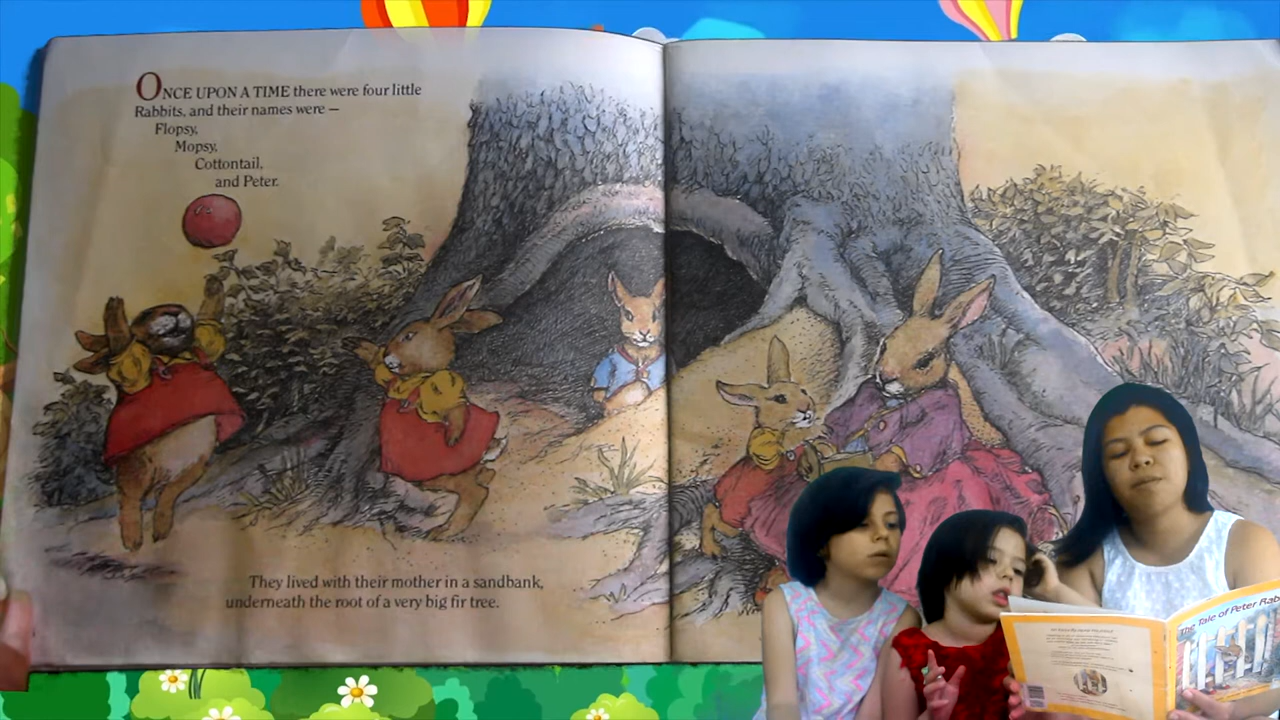 ONCE UPON A TIME there were four little
Rabbits, and their names were —
Flopsy,
Mopsy,
Cottontail,
and Peter.
They lived with their mother in a sandbank,
underneath the root of a very big fir tree.
The Tale of Peter Rab